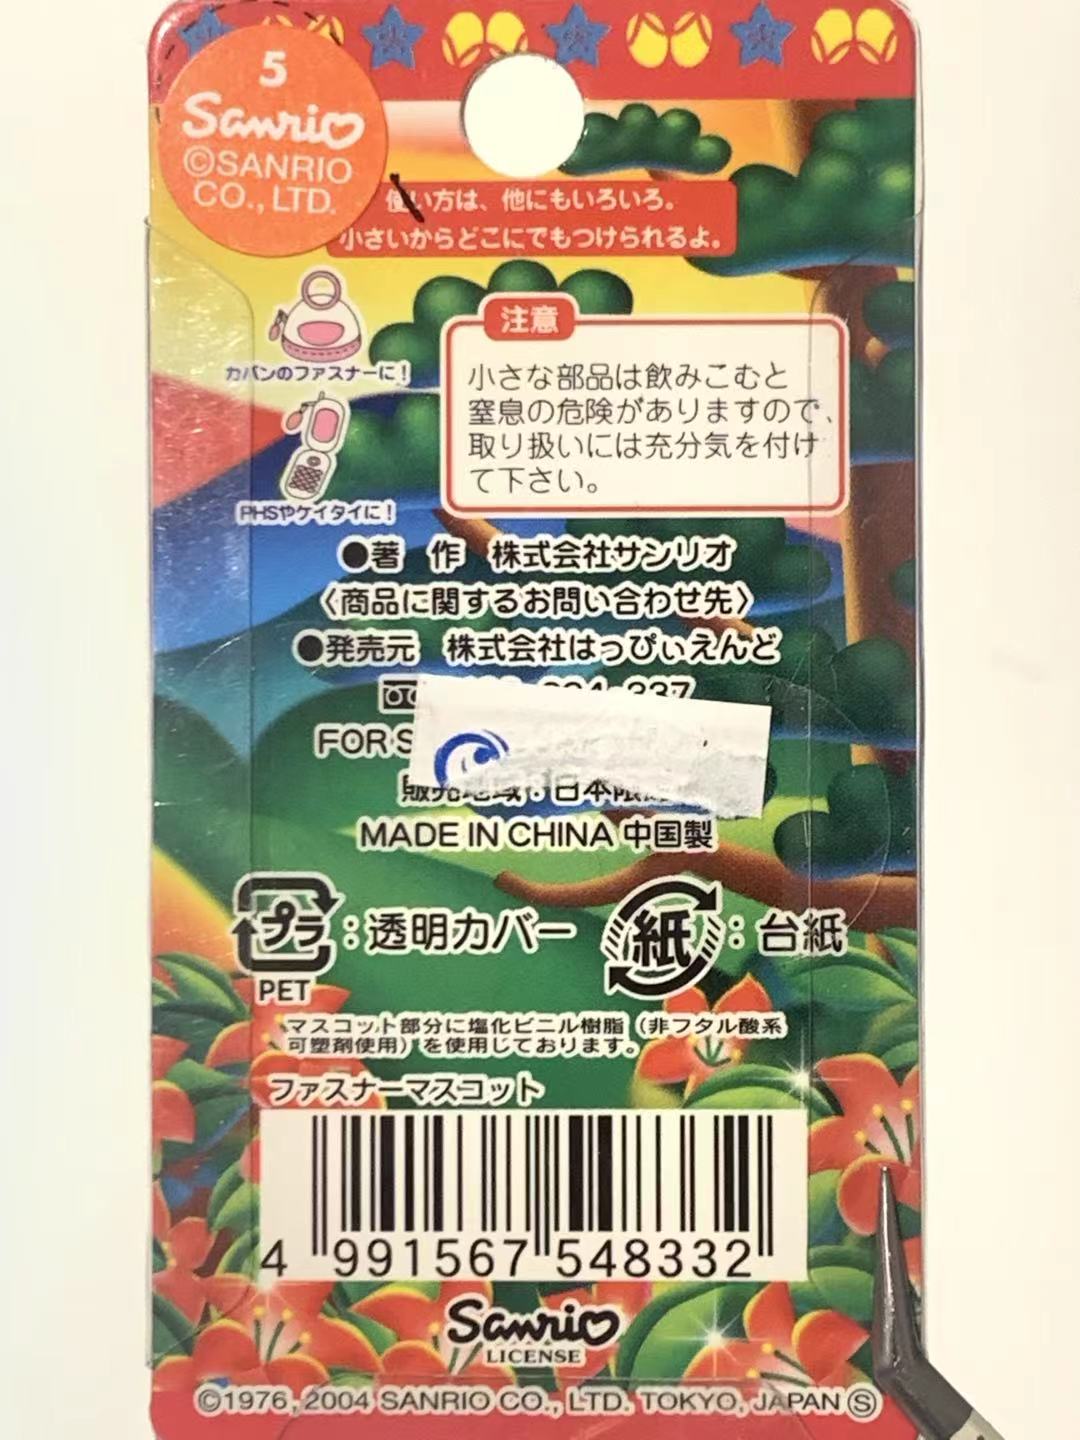 5
Sanrio
©SANRIO
CO., LTD.
使い方は、他にもいろいろ。
小さいからどこにでもつけられるよ。
カバンのファスナーに!
PHSやケイタイに!
注意
小さな部品は飲みこむと
窒息の危険がありますので、
取り扱いには充分気を付け
て下さい。
●著 作 株式会社サンリオ
〈商品に関するお問い合わせ先〉
●発売元 株式会社はっぴぃえんど
337
FOR S
販売地域:日本限
MADE IN CHINA 中国製
プラ:透明カバー
PET
紙:台紙
マスコット部分に塩化ビニル樹脂(非フタル酸系
可塑剤使用)を使用しております。
ファスナーマスコット
4 991567 548332
Sanrio
LICENSE
©1976, 2004 SANRIO CO., LTD. TOKYO, JAPAN Ⓢ